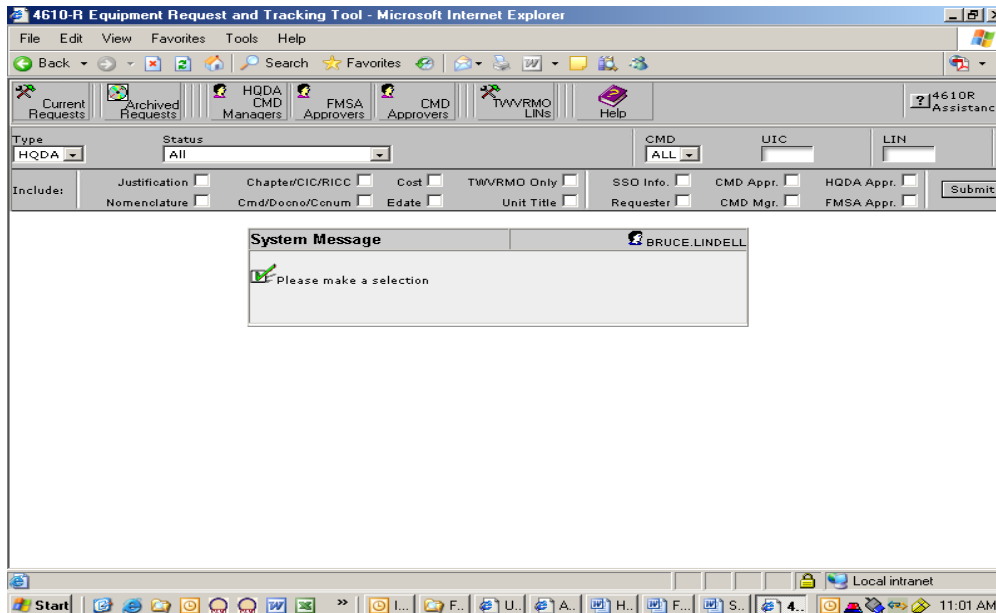 4610-R Equipment Request and Tracking Tool - Microsoft Internet Explorer
File Edit View Favorites Tools Help
Back Search Favorites
Current Requests
Archived Requests
HQDA CMD Managers
FMSA Approvers
CMD Approvers
TWVRMO LINs
Help
4610R Assistanc
Type Status CMD UIC LIN
HQDA All ALL
Include:
Justification Chapter/CIC/RICC Cost TWVRMO Only SSO Info. CMD Appr. HQDA Appr.
Nomenclature Cmd/Docno/Ccnum Edate Unit Title Requester CMD Mgr. FMSA Appr.
Submit
System Message BRUCE.LINDELL
Please make a selection
Local intranet
Start » I... F.. U.. A.. H.. F... S.. 4.. 11:01 AM